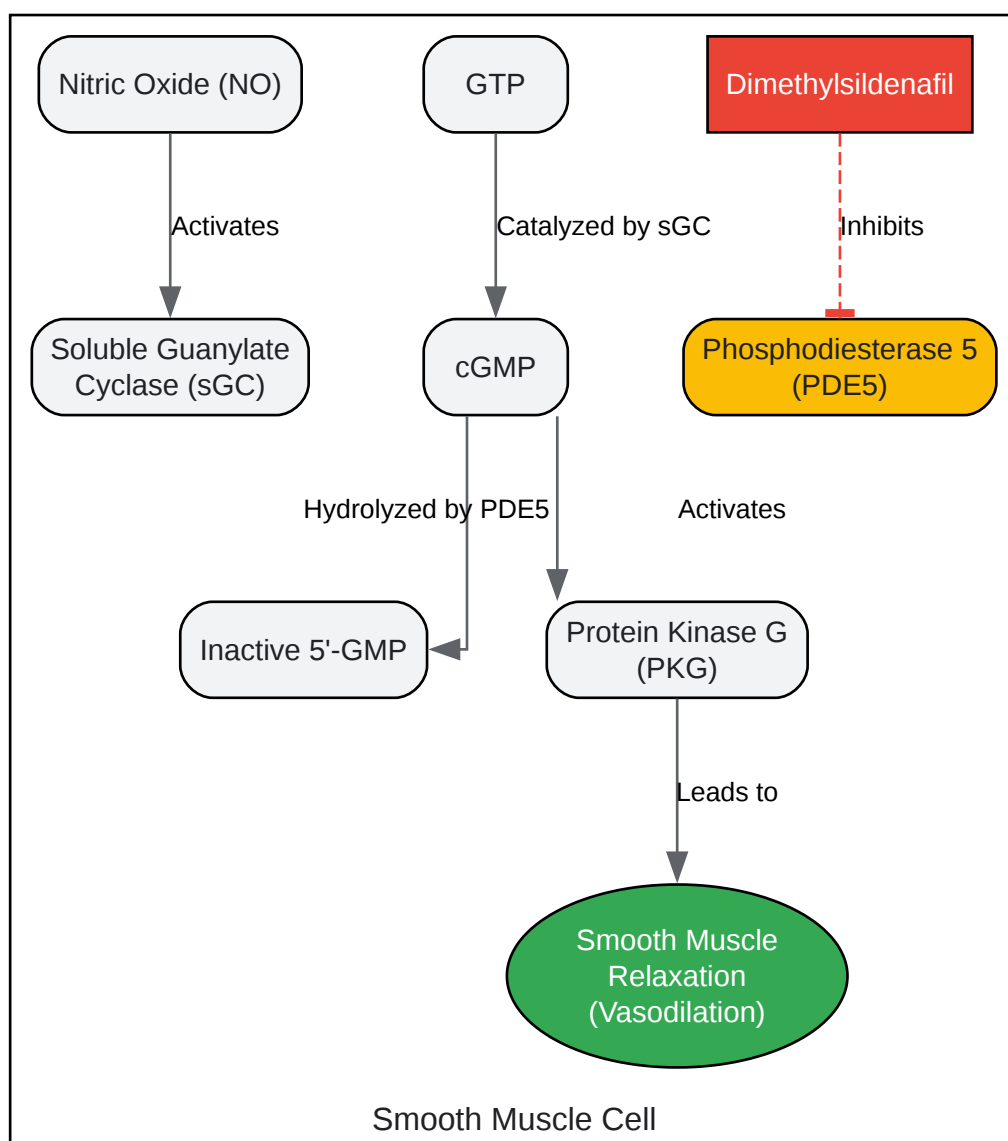 Nitric Oxide (NO)
GTP
Dimethylsildenafil
Activates
Catalyzed by sGC
Inhibits
Soluble Guanylate
Cyclase (sGC)
cGMP
Phosphodiesterase 5
(PDE5)
Hydrolyzed by PDE5
Activates
Inactive 5'-GMP
Protein Kinase G
(PKG)
Leads to
Smooth Muscle
Relaxation
(Vasodilation)
Smooth Muscle Cell